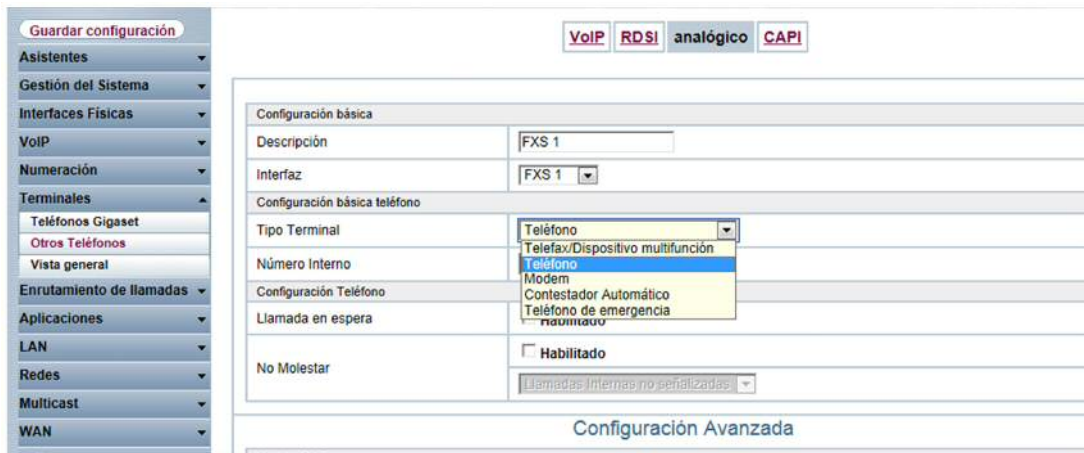 Guardar configuración
Asistentes
Gestión del Sistema
Interfaces Físicas
VoIP
Numeración
Terminales
Teléfonos Gigaset
Otros Teléfonos
Vista general
Enrutamiento de llamadas
Aplicaciones
LAN
Redes
Multicast
WAN
VoIP RDSI analógico CAPI
Configuración básica
Descripción FXS 1
Interfaz FXS 1
Configuración básica teléfono
Tipo Terminal Teléfono
Telefax/Dispositivo multifunción
Teléfono
Modem
Contestador Automático
Teléfono de emergencia
Número Interno
Configuración Teléfono
Llamada en espera Habilitado
No Molestar Habilitado
Llamadas Internas no señalizadas
Configuración Avanzada